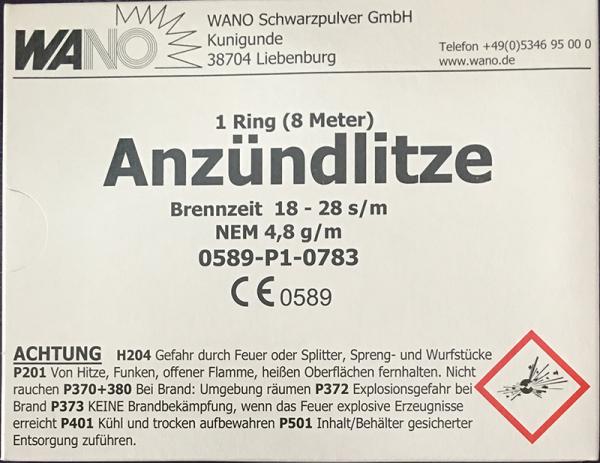 WANO
WANO Schwarzpulver GmbH
Kunigunde
38704 Liebenburg
Telefon +49(0)5346 95 00 0
www.wano.de
1 Ring (8 Meter)
Anzündlitze
Brennzeit 18 - 28 s/m
NEM 4,8 g/m
0589-P1-0783
CE 0589
ACHTUNG H204 Gefahr durch Feuer oder Splitter, Spreng- und Wurfstücke
P201 Von Hitze, Funken, offener Flamme, heißen Oberflächen fernhalten. Nicht
rauchen P370+380 Bei Brand: Umgebung räumen P372 Explosionsgefahr bei
Brand P373 KEINE Brandbekämpfung, wenn das Feuer explosive Erzeugnisse
erreicht P401 Kühl und trocken aufbewahren P501 Inhalt/Behälter gesicherter
Entsorgung zuführen.